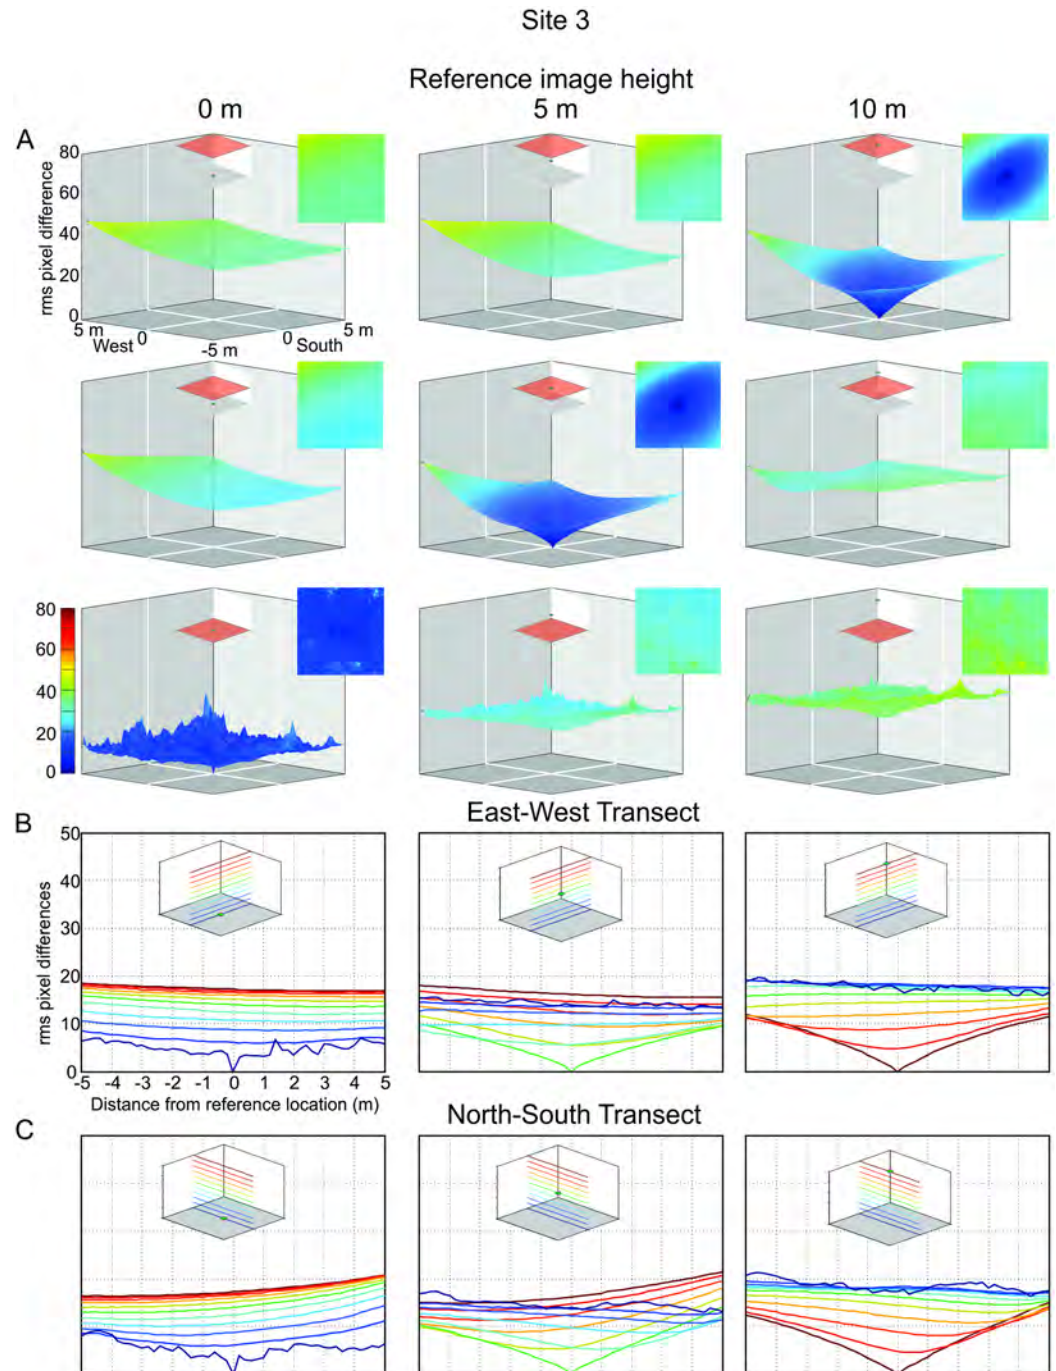 Site 3
Reference image height
0 m 5 m 10 m
A
rms pixel difference
80
60
40
20
0
5 m West 0 -5 m 0 South 5 m
80
60
40
20
0
B East-West Transect
rms pixel differences
50
40
30
20
10
0
-5 -4 -3 -2 -1 0 1 2 3 4 5
Distance from reference location (m)
C North-South Transect